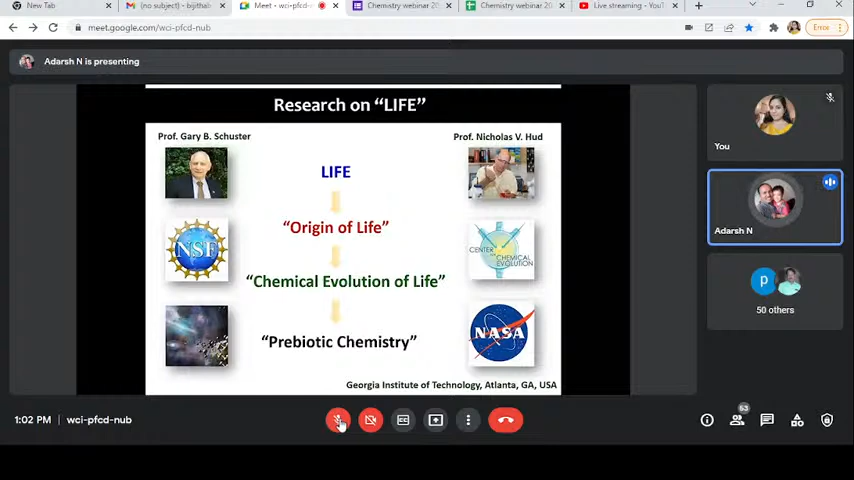 New Tab
(no subject) - bijitha
Meet - wci-pfcd-n
Chemistry webinar 20
Chemistry webinar 20
Live streaming - YouT
meet.google.com/wci-pfcd-nub
Error
Adarsh N is presenting
Research on “LIFE”
Prof. Gary B. Schuster
Prof. Nicholas V. Hud
LIFE
“Origin of Life”
NSF
CENTER
CHEMICAL
EVOLUTION
“Chemical Evolution of Life”
NASA
“Prebiotic Chemistry”
Georgia Institute of Technology, Atlanta, GA, USA
You
Adarsh N
P
50 others
1:02 PM | wci-pfcd-nub
CC
53